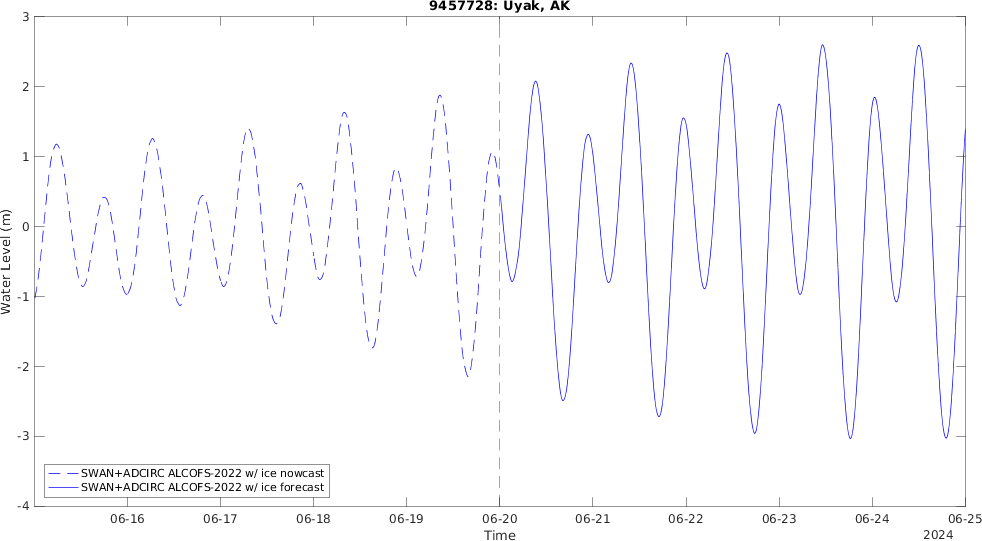 9457728: Uyak, AK
3
2
1
0
-1
-2
-3
-4
Water Level (m)
SWAN+ADCIRC ALCOFS-2022 w/ ice nowcast
SWAN+ADCIRC ALCOFS-2022 w/ ice forecast
06-16 06-17 06-18 06-19 06-20 06-21 06-22 06-23 06-24 06-25
Time
2024